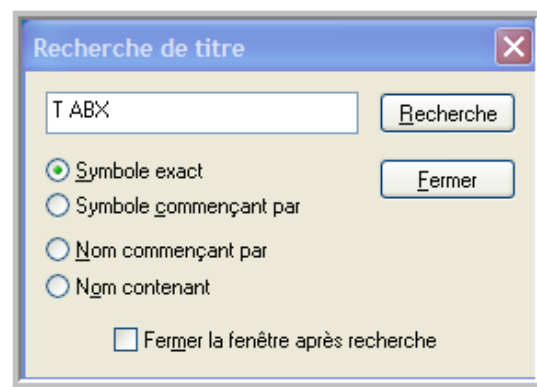 Recherche de titre
T ABX
Recherche
Symbole exact
Fermer
Symbole commençant par
Nom commençant par
Nom contenant
Fermer la fenêtre après recherche